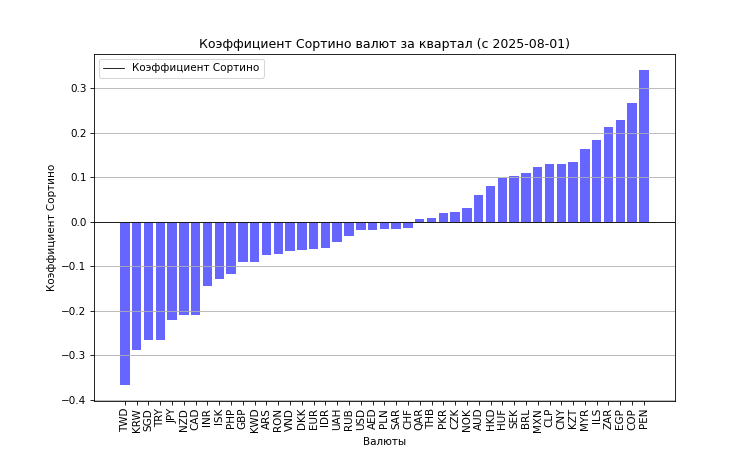 Коэффициент Сортино валют за квартал (с 2025-08-01)
Коэффициент Сортино
0.3
0.2
0.1
0.0
−0.1
−0.2
−0.3
−0.4
Коэффициент Сортино
TWD KRW SGD TRY JPY NZD CAD INR ISK PHP GBP KWD ARS RON VND DKK EUR IDR UAH RUB USD AED PLN SAR CHF QAR THB PKR CZK NOK AUD HKD HUF SEK BRL MXN CLP CNY KZT MYR ILS ZAR EGP COP PEN
Валюты